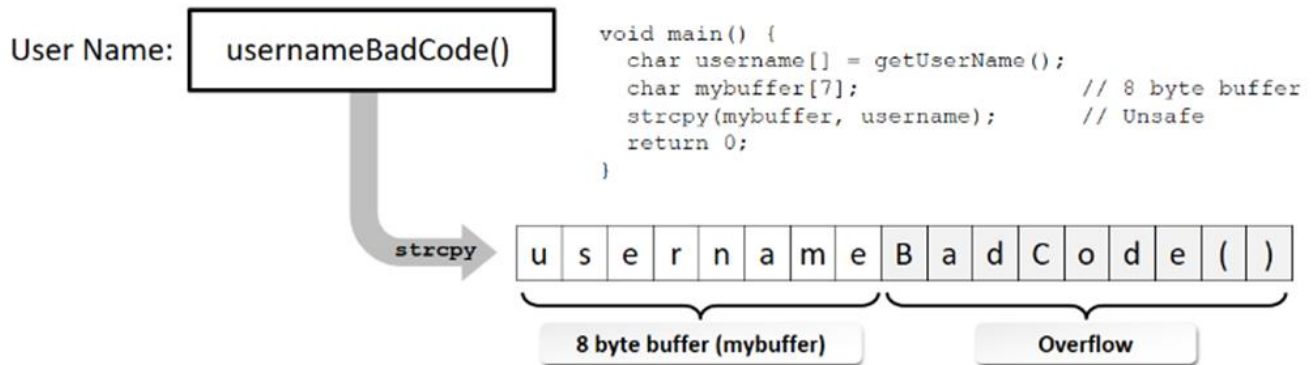 User Name:
usernameBadCode()
void main() {
char username[] = getUserName();
char mybuffer[7]; // 8 byte buffer
strcpy(mybuffer, username); // Unsafe
return 0;
}
strcpy
u s e r n a m e B a d C o d e ( )
8 byte buffer (mybuffer)
Overflow